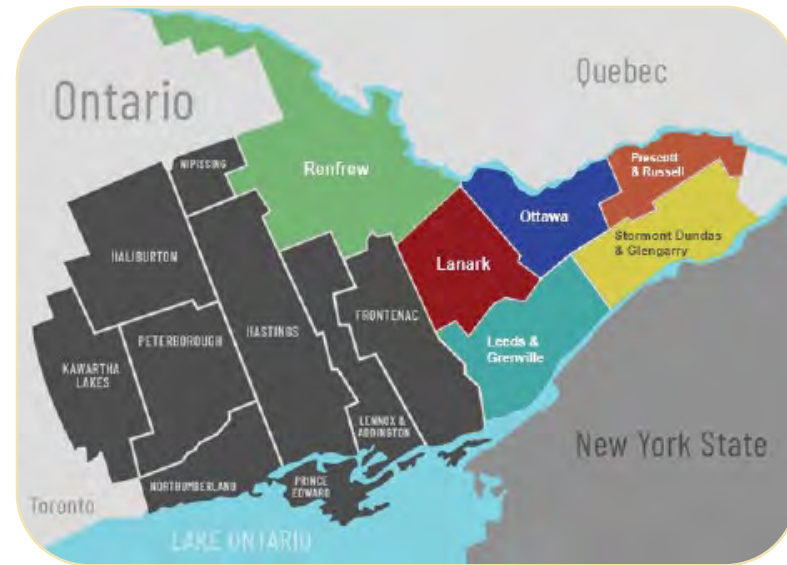 Quebec
Ontario
Prescott
& Russell
NIPISSING
Renfrew
Ottawa
Stormont Dundas
& Glengarry
HALIBURTON
Lanark
FRONTENAC
HASTINGS
PETERBOROUGH
Leeds &
Grenville
KAWARTHA
LAKES
LENNOX &
ADDINGTON
New York State
NORTHUMBERLAND
PRINCE
EDWARD
Toronto
LAKE ONTARIO